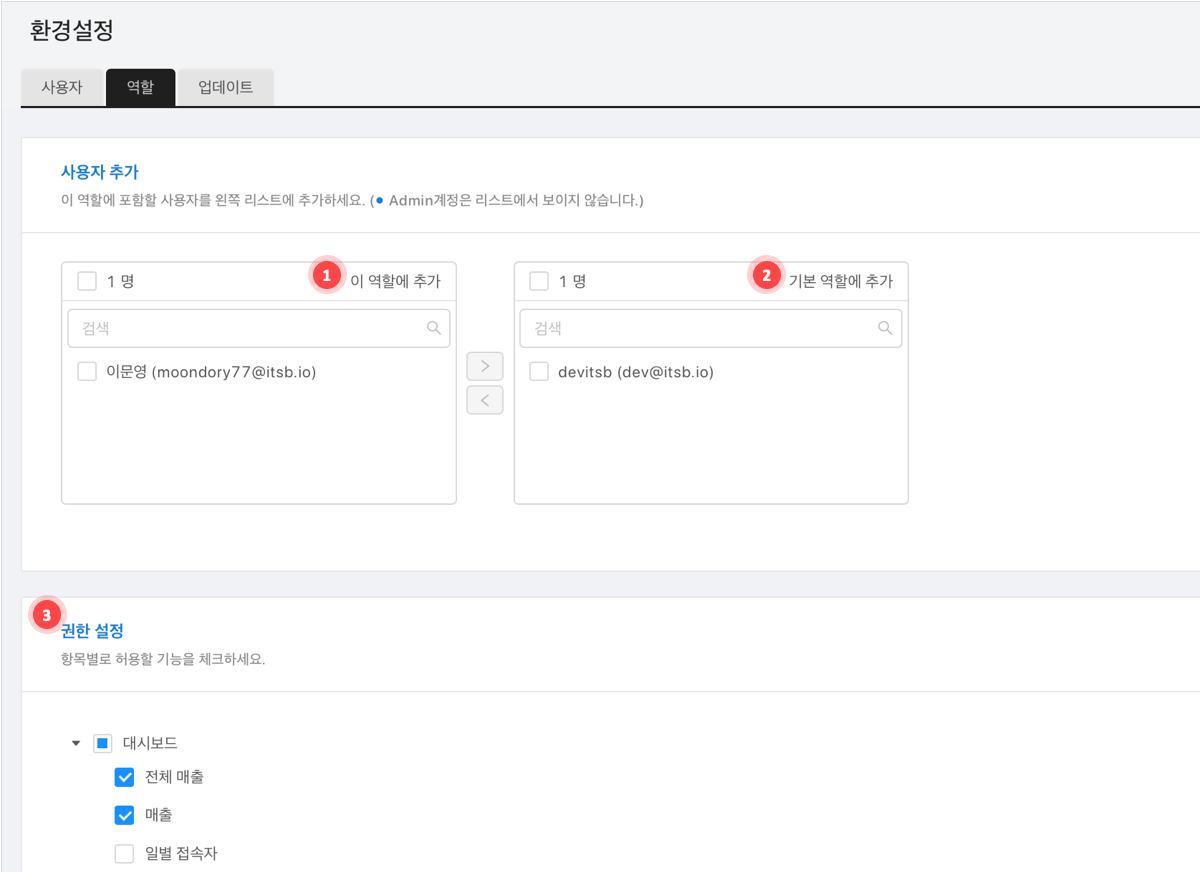 환경설정
사용자 역할 업데이트
사용자 추가
이 역할에 포함할 사용자를 왼쪽 리스트에 추가하세요. (● Admin계정은 리스트에서 보이지 않습니다.)
1 명 1 이 역할에 추가
검색
이문영 (moondory77@itsb.io)
1 명 2 기본 역할에 추가
검색
devitsb (dev@itsb.io)
3
권한 설정
항목별로 허용할 기능을 체크하세요.
대시보드
전체 매출
매출
일별 접속자